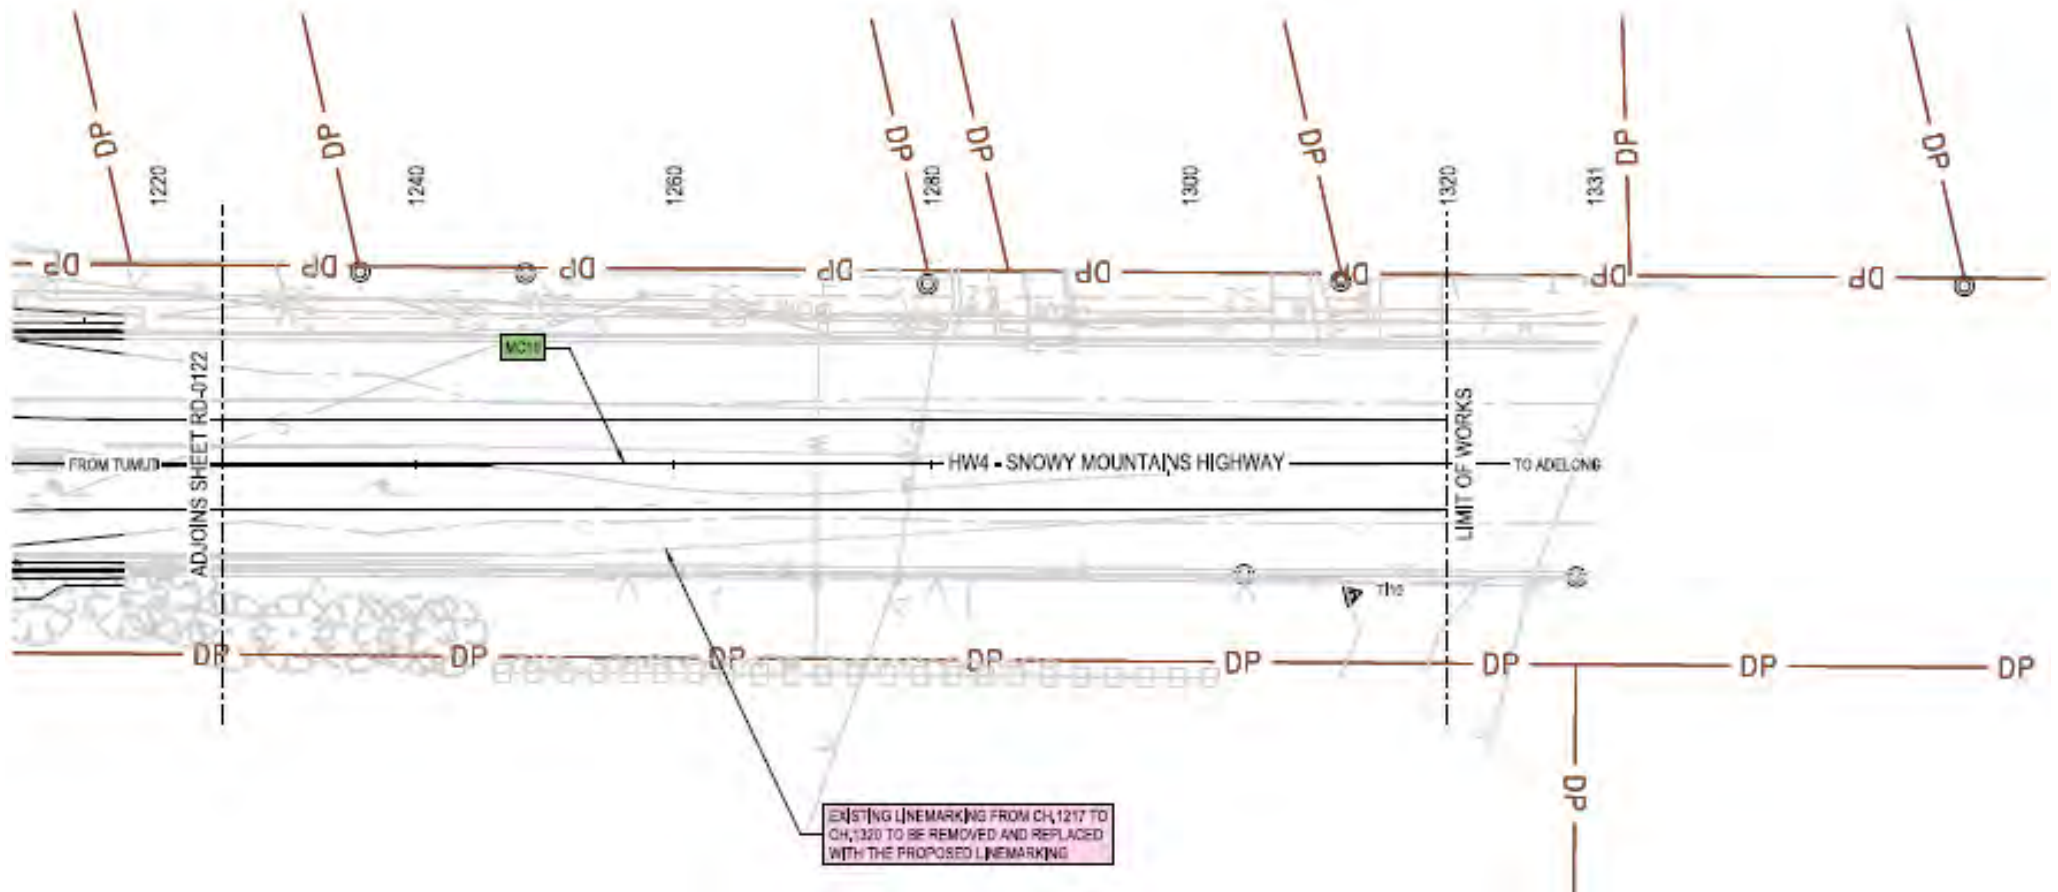 DP DP DP DP DP DP DP
1220 1240 1260 1280 1300 1320 1331
DP DP DP DP DP DP DP DP
ADJOINS SHEET RD-0122
MC10
FROM TUMUT
HW4 - SNOWY MOUNTAINS HIGHWAY
LIMIT OF WORKS
TO ADELONG
DP DP DP DP DP DP DP DP
DP
EXISTING LINEMARKING FROM CH.1217 TO
CH.1320 TO BE REMOVED AND REPLACED
WITH THE PROPOSED LINEMARKING